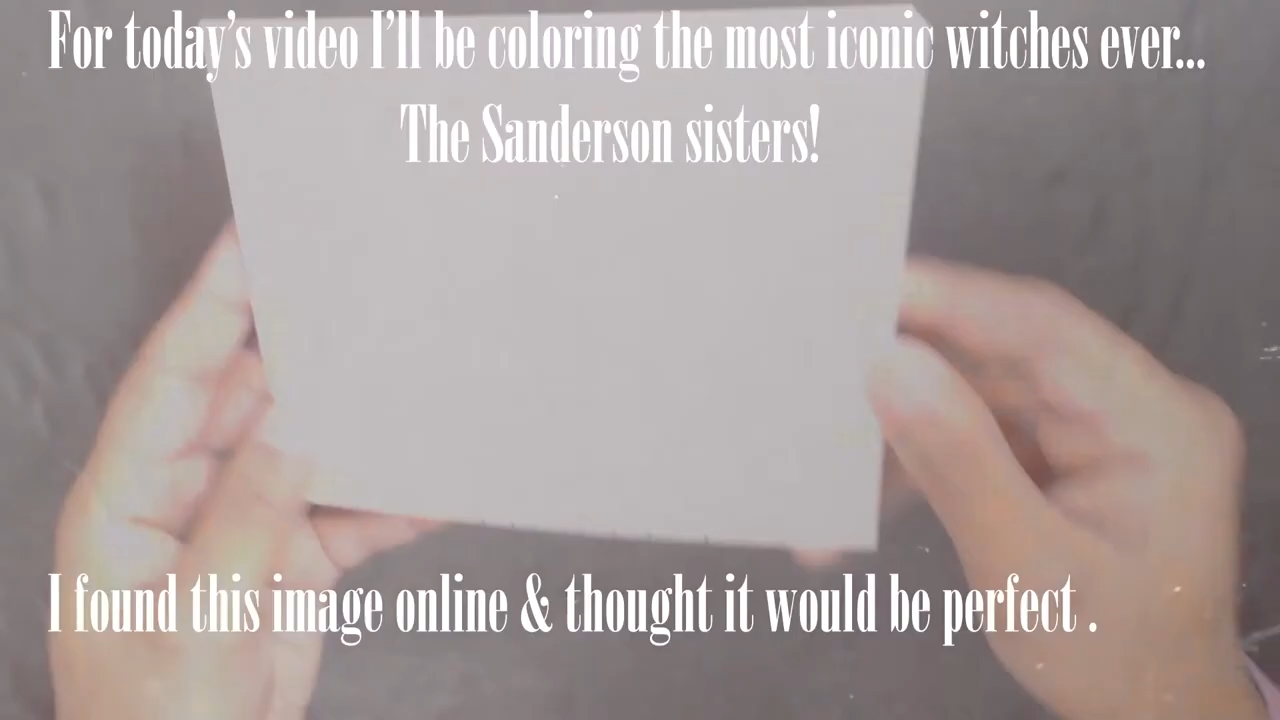 For today's video I'll be coloring the most iconic witches ever...
The Sanderson sisters!
I found this image online & thought it would be perfect .